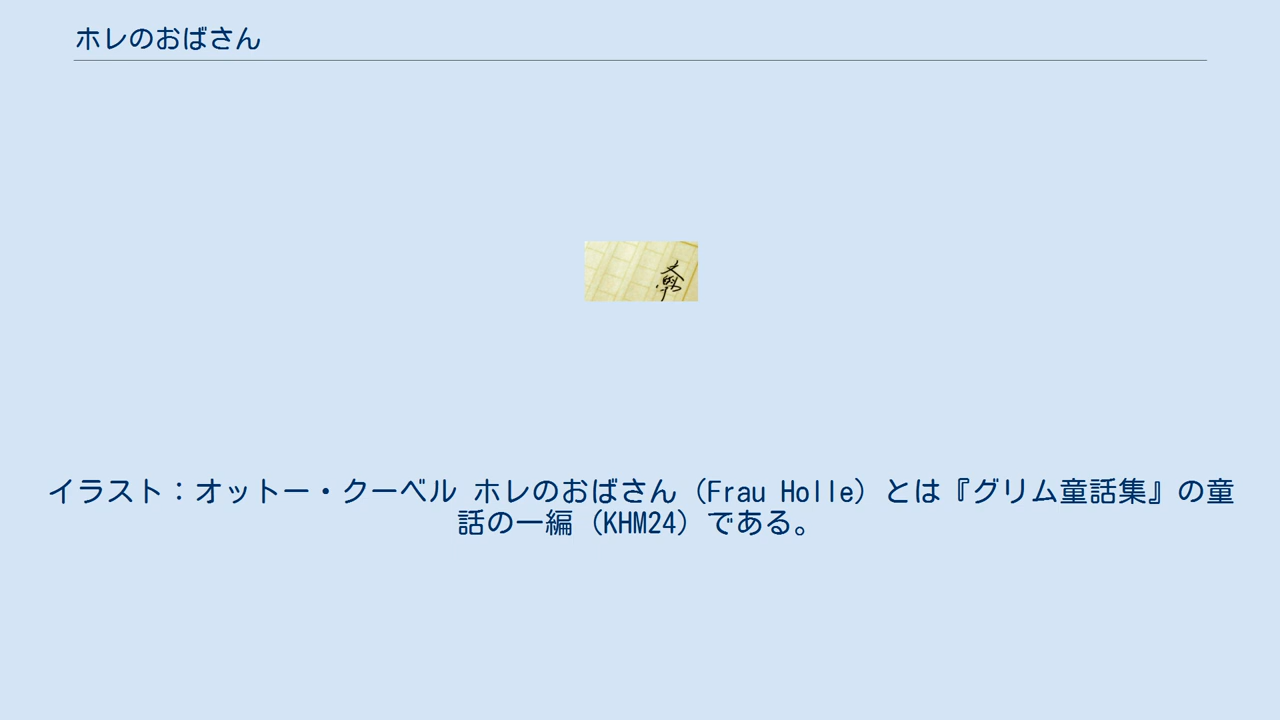 ホレのおばさん
イラスト：オットー・クーベル ホレのおばさん（Frau Holle）とは『グリム童話集』の童
話の一編（KHM24）である。